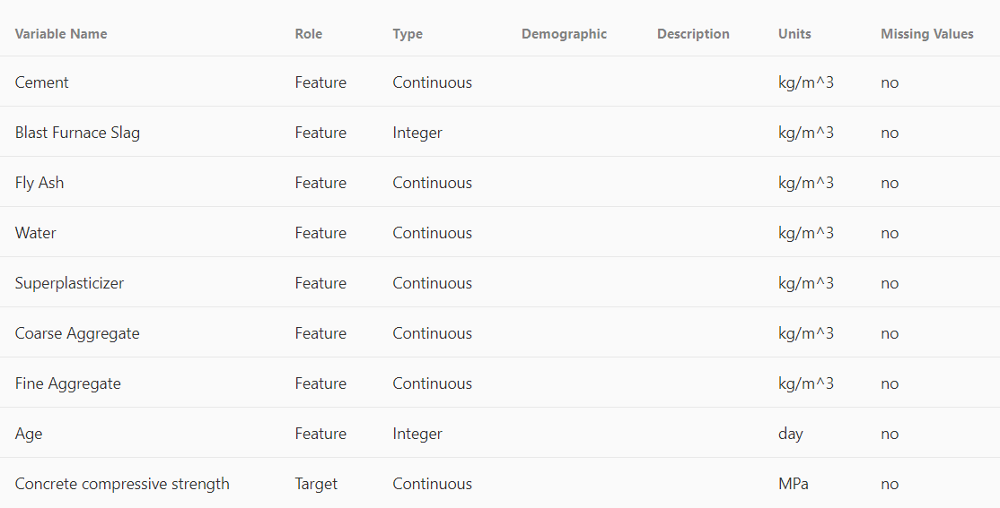 Variable Name Role Type Demographic Description Units Missing Values
Cement Feature Continuous kg/m^3 no
Blast Furnace Slag Feature Integer kg/m^3 no
Fly Ash Feature Continuous kg/m^3 no
Water Feature Continuous kg/m^3 no
Superplasticizer Feature Continuous kg/m^3 no
Coarse Aggregate Feature Continuous kg/m^3 no
Fine Aggregate Feature Continuous kg/m^3 no
Age Feature Integer day no
Concrete compressive strength Target Continuous MPa no